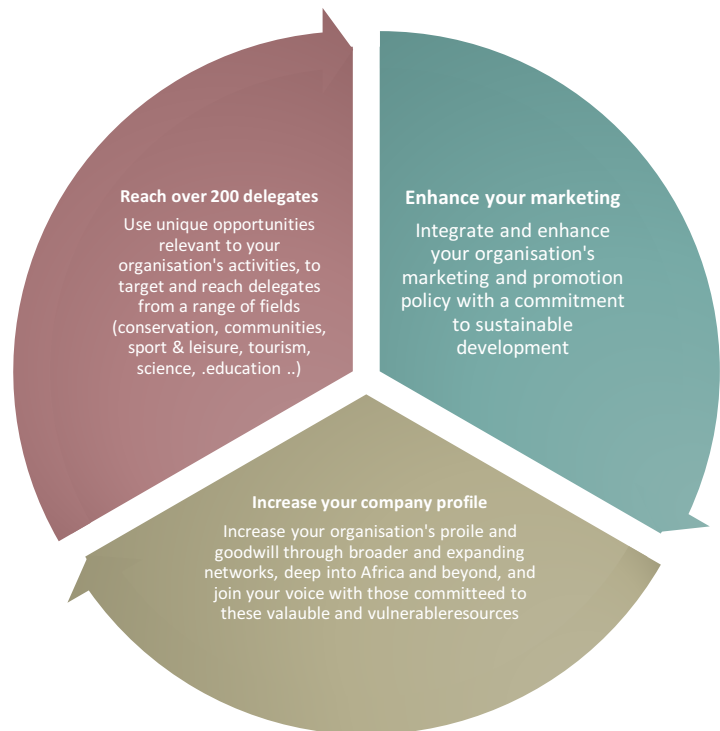 Reach over 200 delegates
Use unique opportunities
relevant to your
organisation's activities, to
target and reach delegates
from a range of fields
(conservation, communities,
sport & leisure, tourism,
science, .education ..)
Enhance your marketing
Integrate and enhance
your organisation's
marketing and promotion
policy with a commitment
to sustainable
development
Increase your company profile
Increase your organisation's proile and
goodwill through broader and expanding
networks, deep into Africa and beyond, and
join your voice with those committeed to
these valauble and vulnerableresources